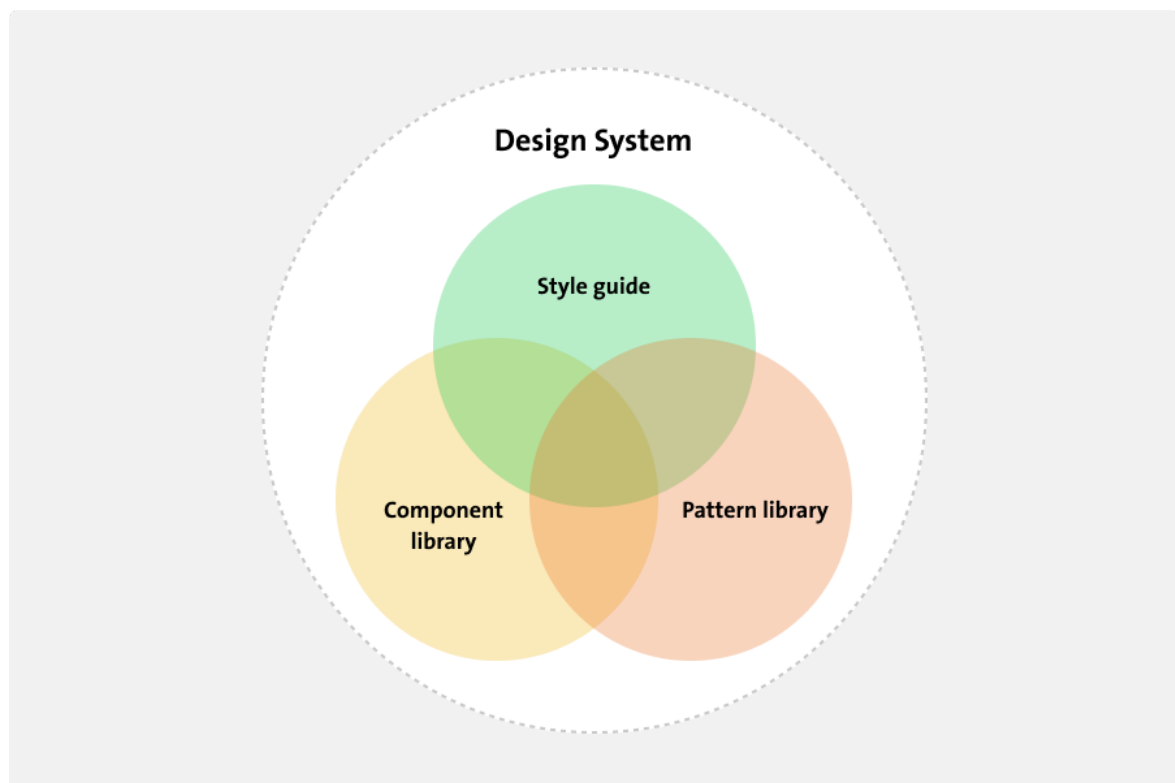 Design System
Style guide
Component
library
Pattern library